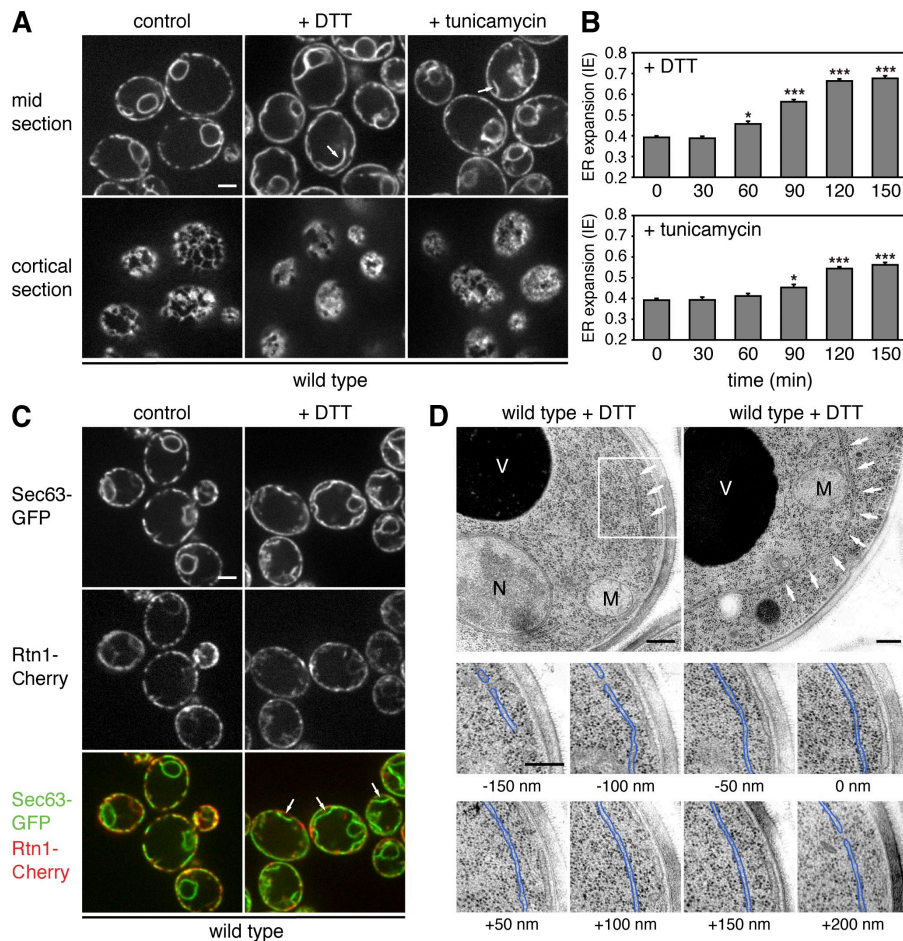 A
control
+ DTT
+ tunicamycin
mid
section
cortical
section
wild type
B
ER expansion (IE)
0.8
0.7
0.6
0.5
0.4
0.3
0.2
+ DTT
*
***
***
***
0 30 60 90 120 150
ER expansion (IE)
0.8
0.7
0.6
0.5
0.4
0.3
0.2
+ tunicamycin
*
***
***
0 30 60 90 120 150
time (min)
C
control
+ DTT
Sec63-
GFP
Rtn1-
Cherry
Sec63-
GFP
Rtn1-
Cherry
wild type
D
wild type + DTT
wild type + DTT
V
N
M
V
M
-150 nm
-100 nm
-50 nm
0 nm
+50 nm
+100 nm
+150 nm
+200 nm